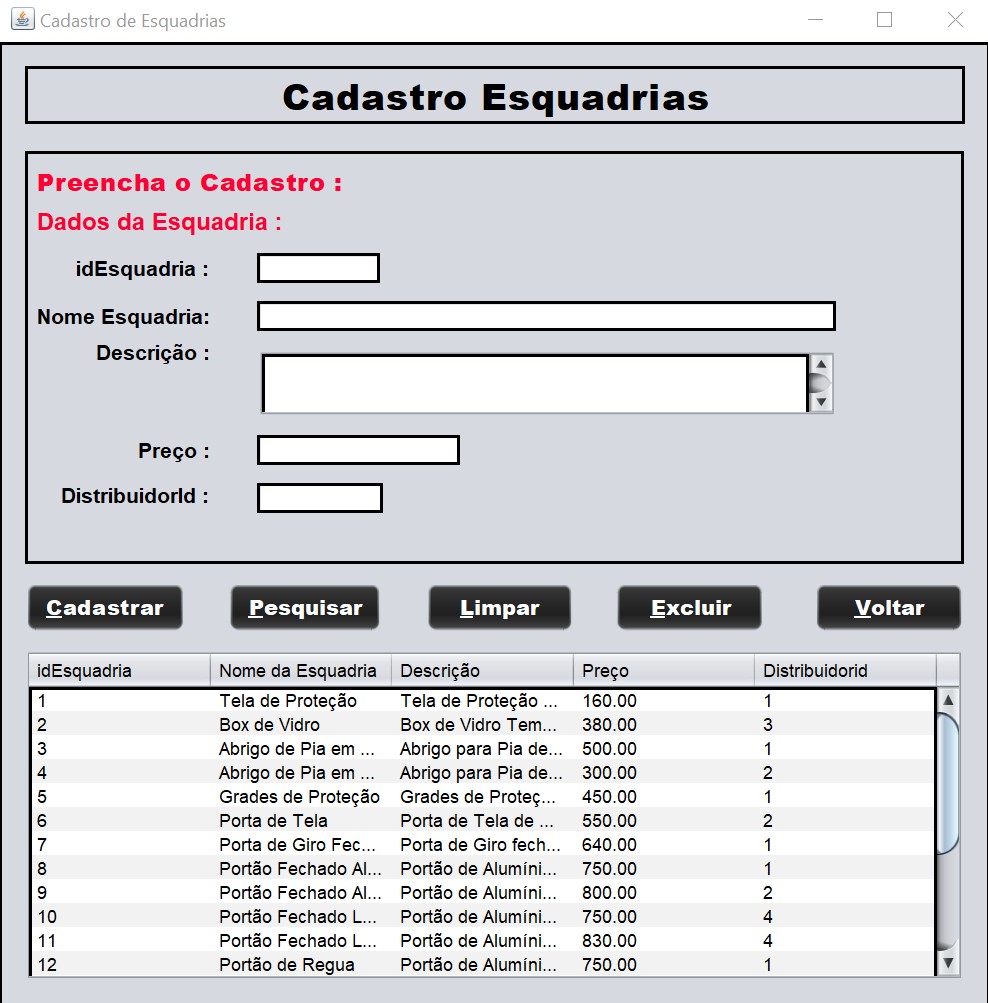 Cadastro de Esquadrias
Cadastro Esquadrias
Preencha o Cadastro :
Dados da Esquadria :
idEsquadria :
Nome Esquadria:
Descrição :
Preço :
DistribuidorId :
Cadastrar Pesquisar Limpar Excluir Voltar
idEsquadria Nome da Esquadria Descrição Preço Distribuidorid
1 Tela de Proteção Tela de Proteção ... 160.00 1
2 Box de Vidro Box de Vidro Tem... 380.00 3
3 Abrigo de Pia em ... Abrigo para Pia de... 500.00 1
4 Abrigo de Pia em ... Abrigo para Pia de... 300.00 2
5 Grades de Proteção Grades de Proteç... 450.00 1
6 Porta de Tela Porta de Tela de ... 550.00 2
7 Porta de Giro Fec... Porta de Giro fech... 640.00 1
8 Portão Fechado Al... Portão de Alumíni... 750.00 1
9 Portão Fechado Al... Portão de Alumíni... 800.00 2
10 Portão Fechado L... Portão de Alumíni... 750.00 4
11 Portão Fechado L... Portão de Alumíni... 830.00 4
12 Portão de Regua Portão de Alumíni... 750.00 1